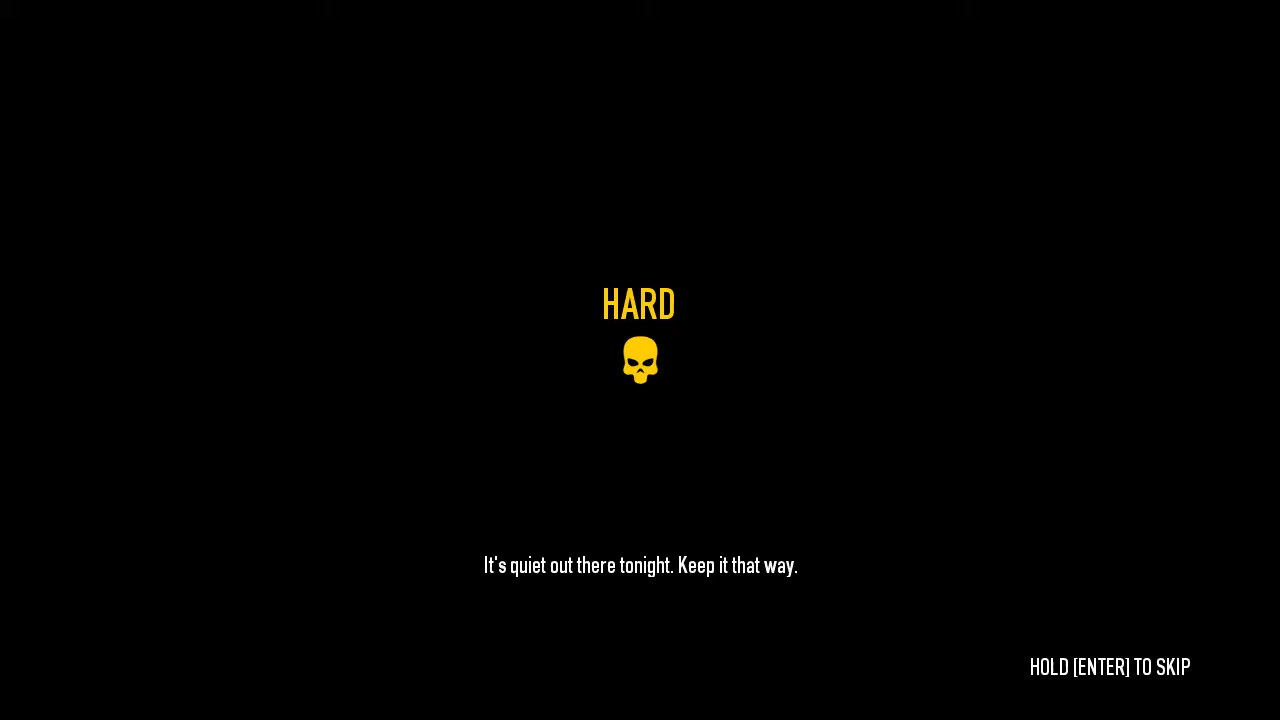 HARD
It's quiet out there tonight. Keep it that way.
HOLD [ENTER] TO SKIP